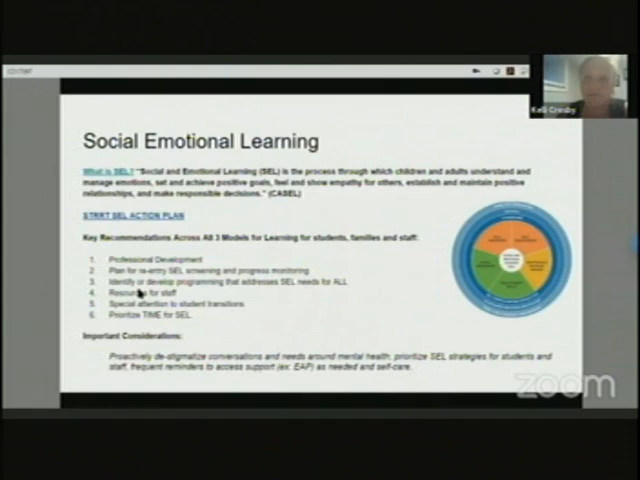 Kelli Crosby
Social Emotional Learning
What is SEL? "Social and Emotional Learning (SEL) is the process through which children and adults understand and
manage emotions, set and achieve positive goals, feel and show empathy for others, establish and maintain positive
relationships, and make responsible decisions." (CASEL)
STRRT SEL ACTION PLAN
Key Recommendations Across All 3 Models for Learning for students, families and staff:
1. Professional Development
2. Plan for re-entry SEL screening and progress monitoring
3. Identify or develop programming that addresses SEL needs for ALL
4. Resources for staff
5. Special attention to student transitions
6. Prioritize TIME for SEL
Important Considerations:
Proactively de-stigmatize conversations and needs around mental health, prioritize SEL strategies for students and
staff, frequent reminders to access support (ex: EAP) as needed and self-care.
zoom